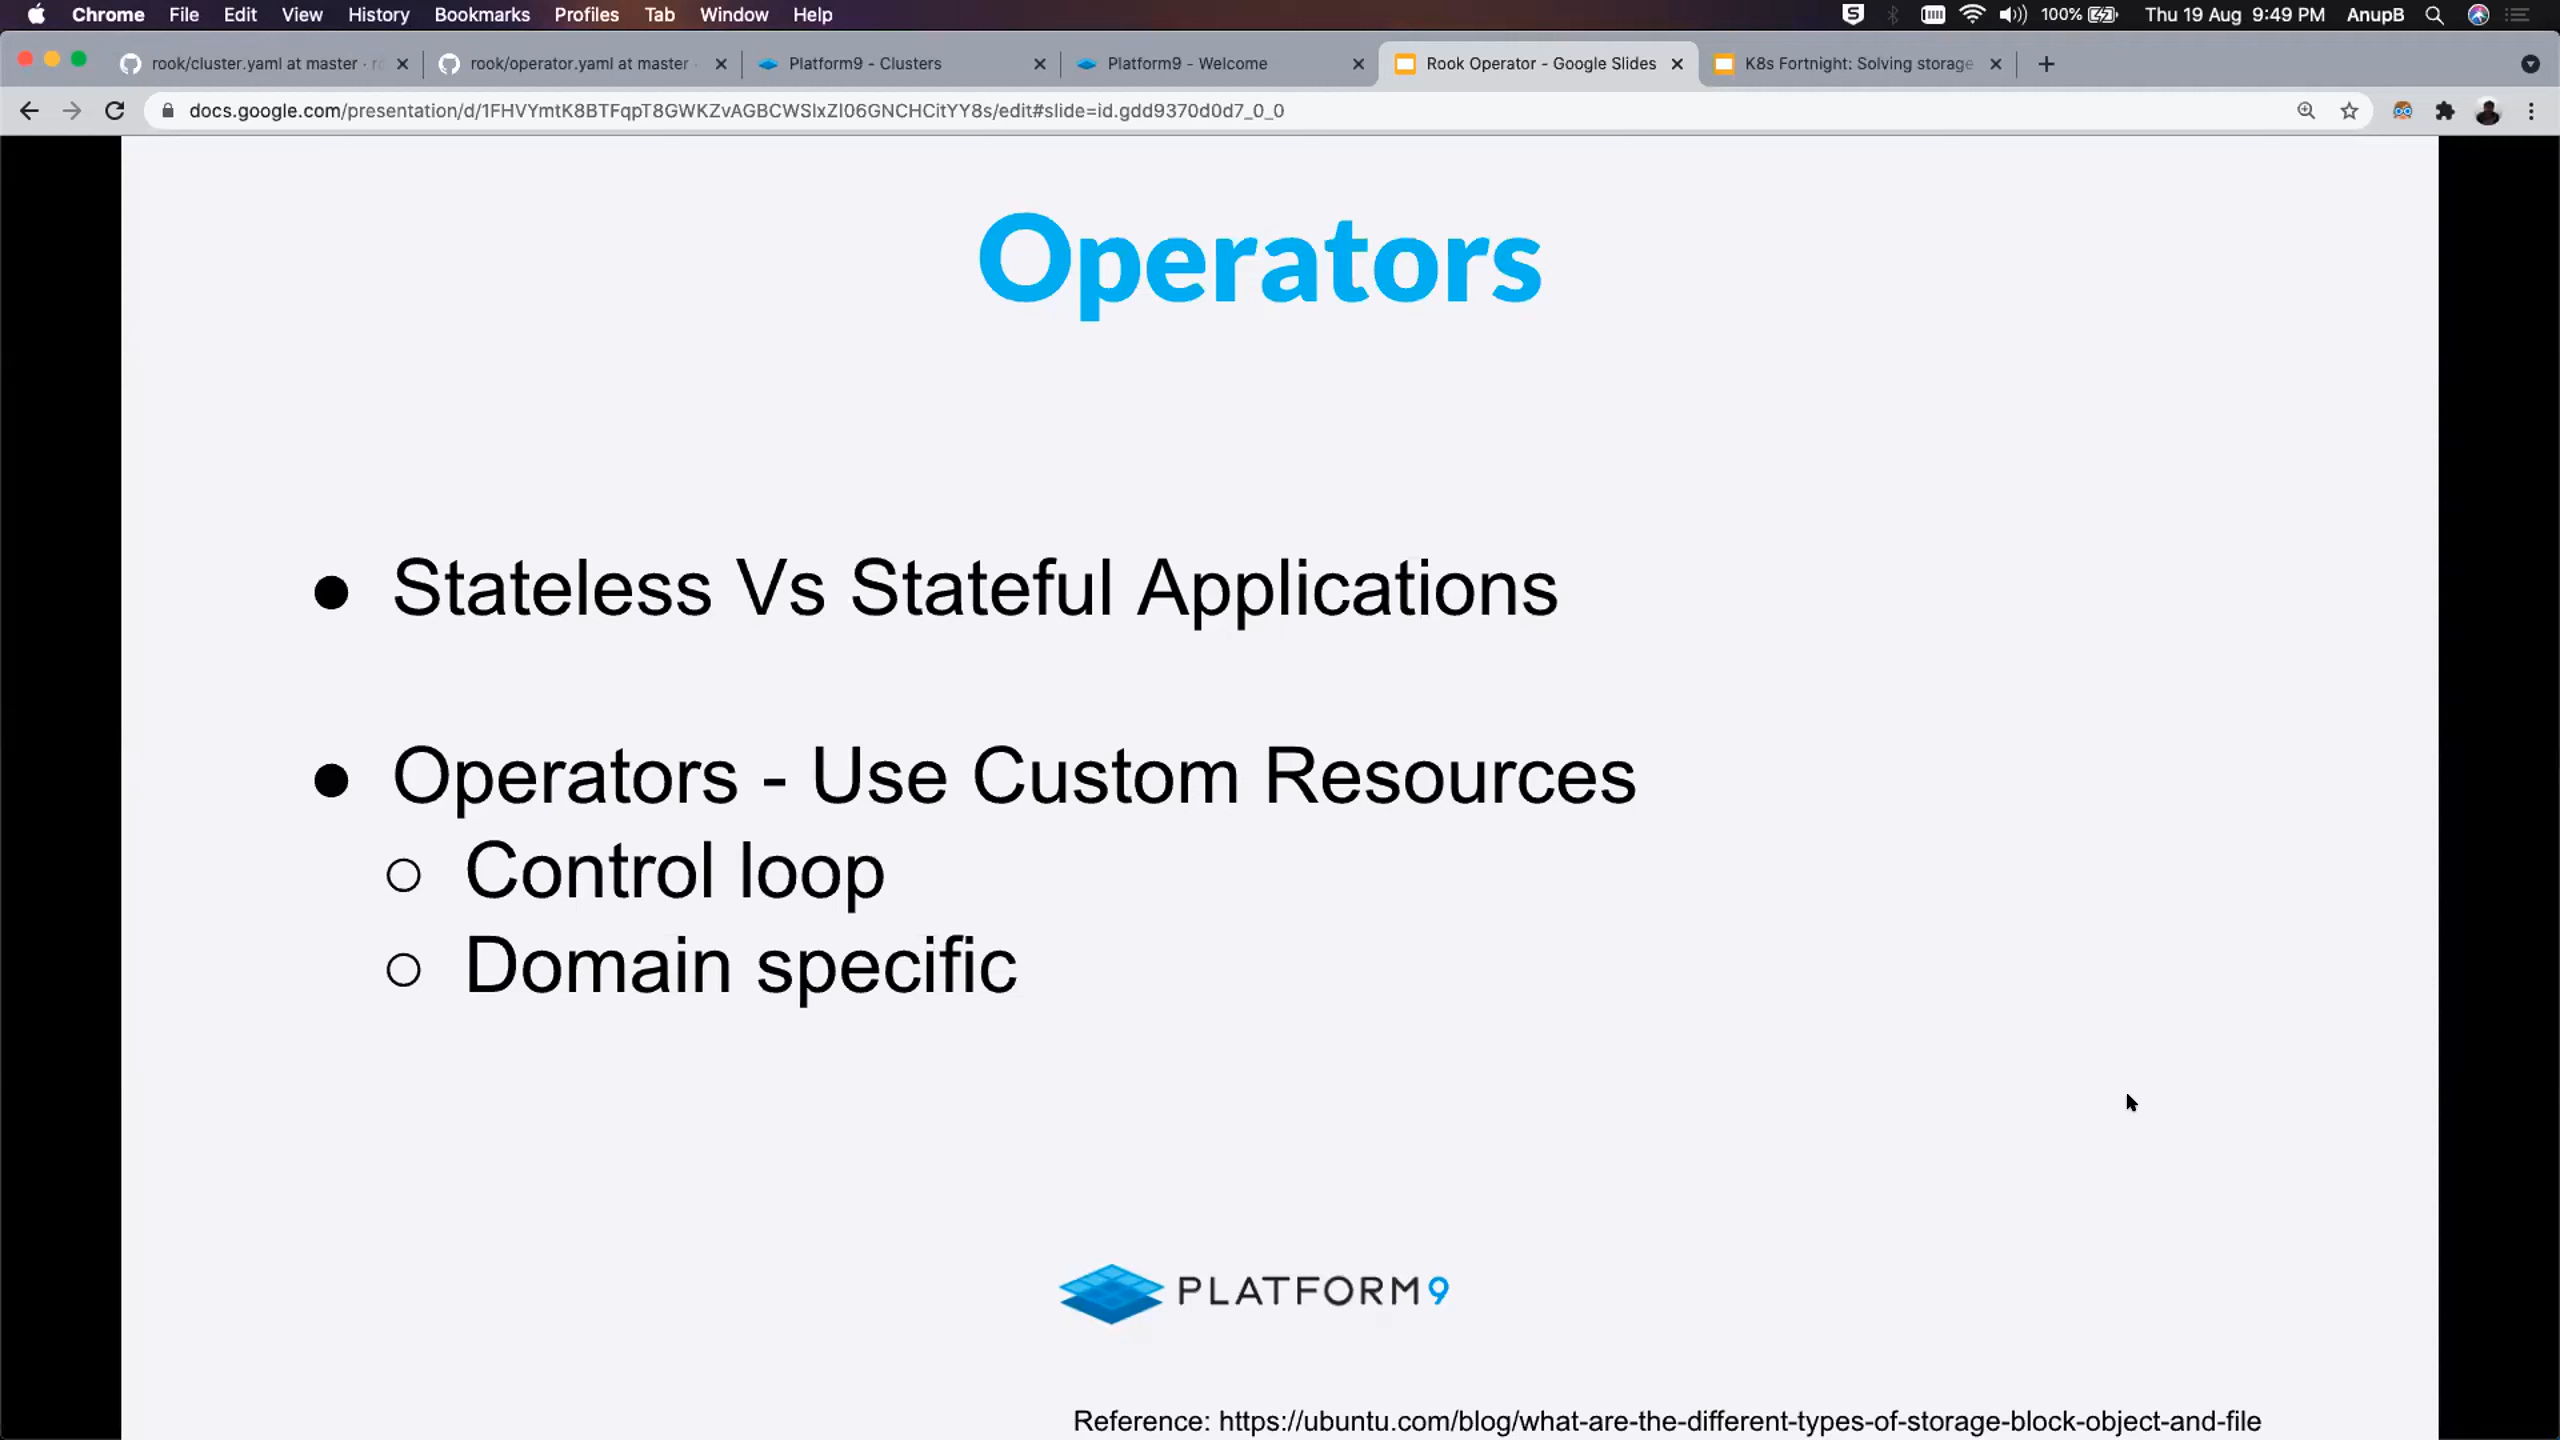 Chrome File Edit View History Bookmarks Profiles Tab Window Help 100% Thu 19 Aug 9:49 PM AnupB
rook/cluster.yaml at master · r rook/operator.yaml at master Platform9 - Clusters Platform9 - Welcome Rook Operator - Google Slides K8s Fortnight: Solving storage
docs.google.com/presentation/d/1FHVYmtK8BTFqpT8GWKZvAGBCWSlxZl06GNCHCitYY8s/edit#slide=id.gdd9370d0d7_0_0
Operators
● Stateless Vs Stateful Applications
● Operators - Use Custom Resources
○ Control loop
○ Domain specific
PLATFORM9
Reference: https://ubuntu.com/blog/what-are-the-different-types-of-storage-block-object-and-file